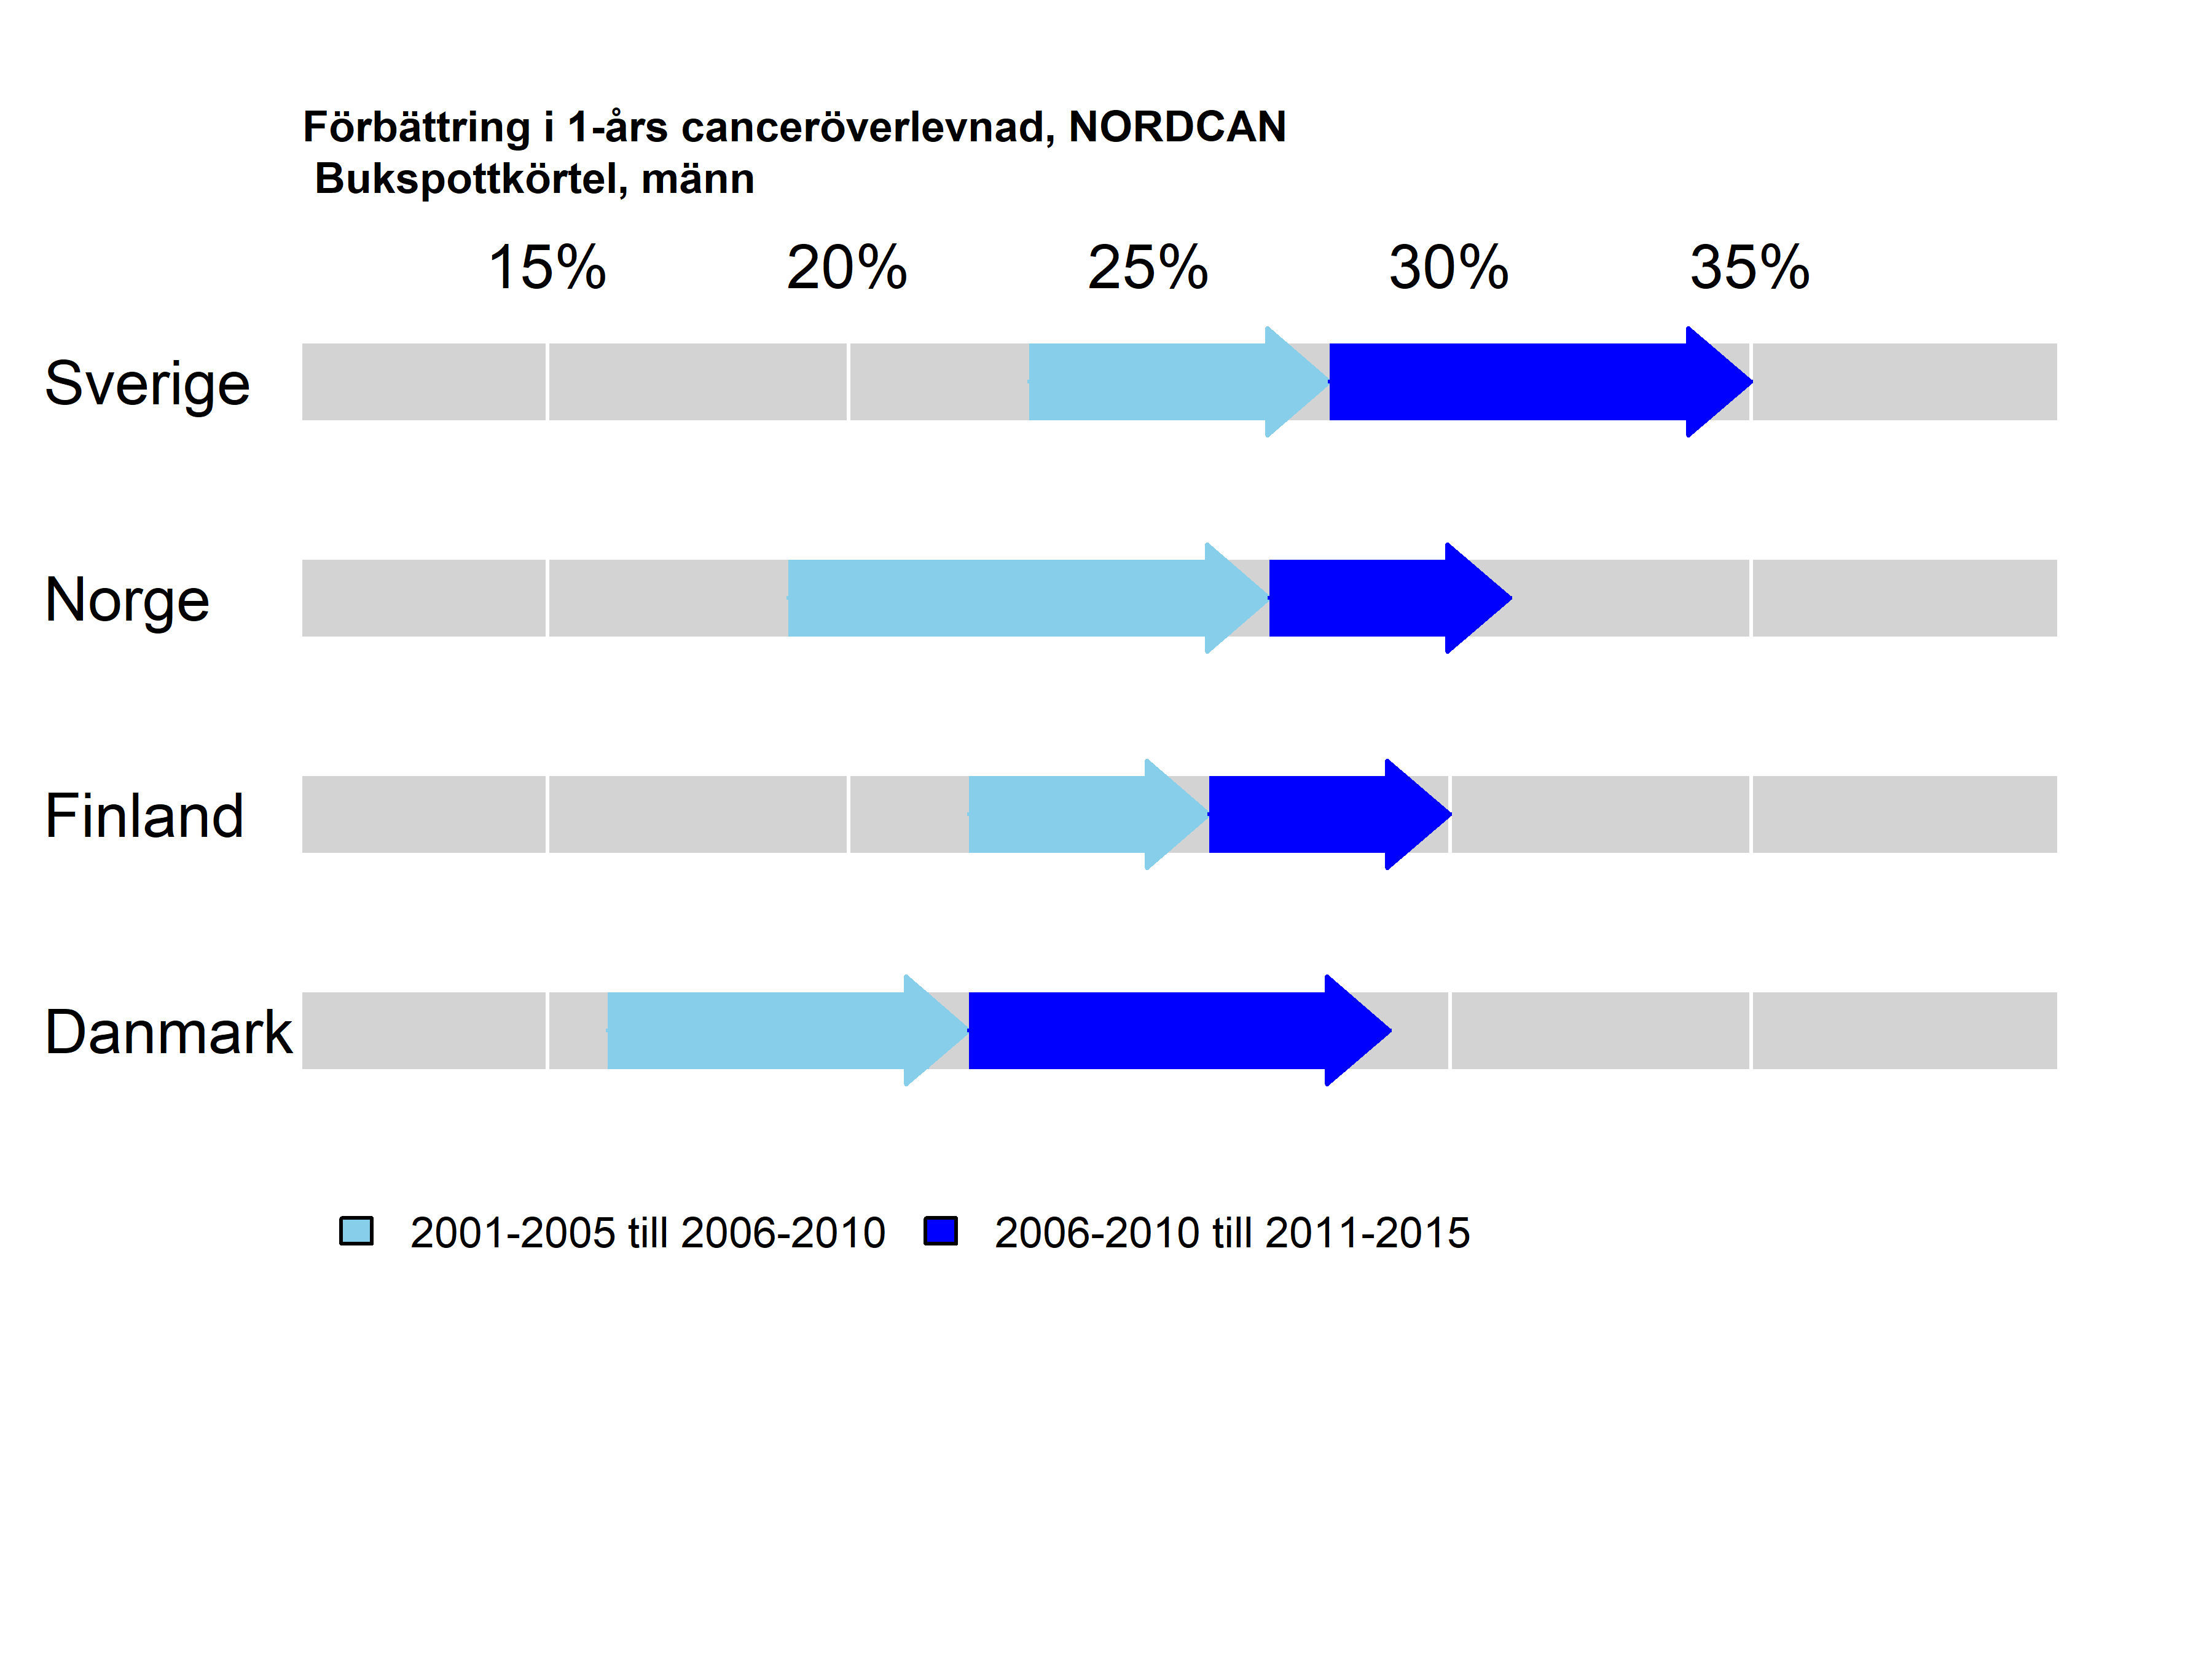 Förbättring i 1-års canceröverlevnad, NORDCAN
Bukspottkörtel, männ
15% 20% 25% 30% 35%
Sverige
Norge
Finland
Danmark
2001-2005 till 2006-2010 2006-2010 till 2011-2015